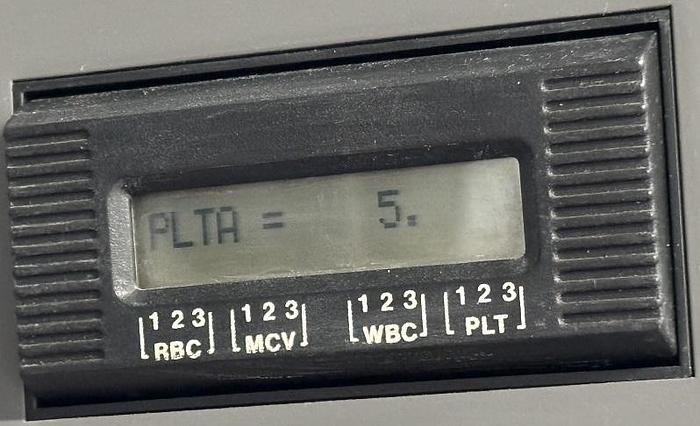 PLTA = 5.
1 2 3 1 2 3 1 2 3 1 2 3
RBC MCV WBC PLT